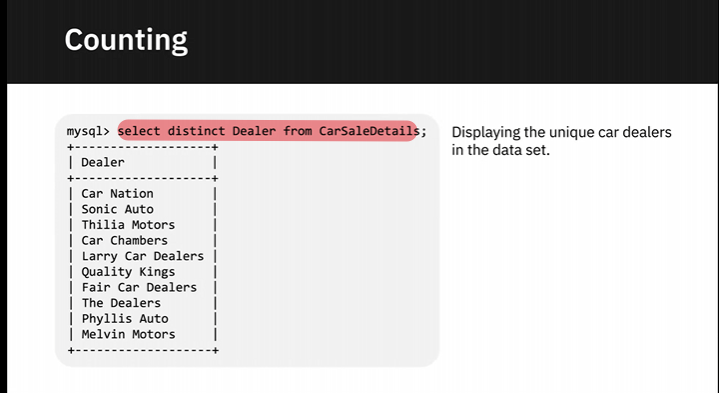 Counting
mysql> select distinct Dealer from CarSaleDetails;
+-------------------+
| Dealer            |
+-------------------+
| Car Nation        |
| Sonic Auto        |
| Thilia Motors     |
| Car Chambers      |
| Larry Car Dealers |
| Quality Kings     |
| Fair Car Dealers  |
| The Dealers       |
| Phyllis Auto      |
| Melvin Motors     |
+-------------------+
Displaying the unique car dealers
in the data set.